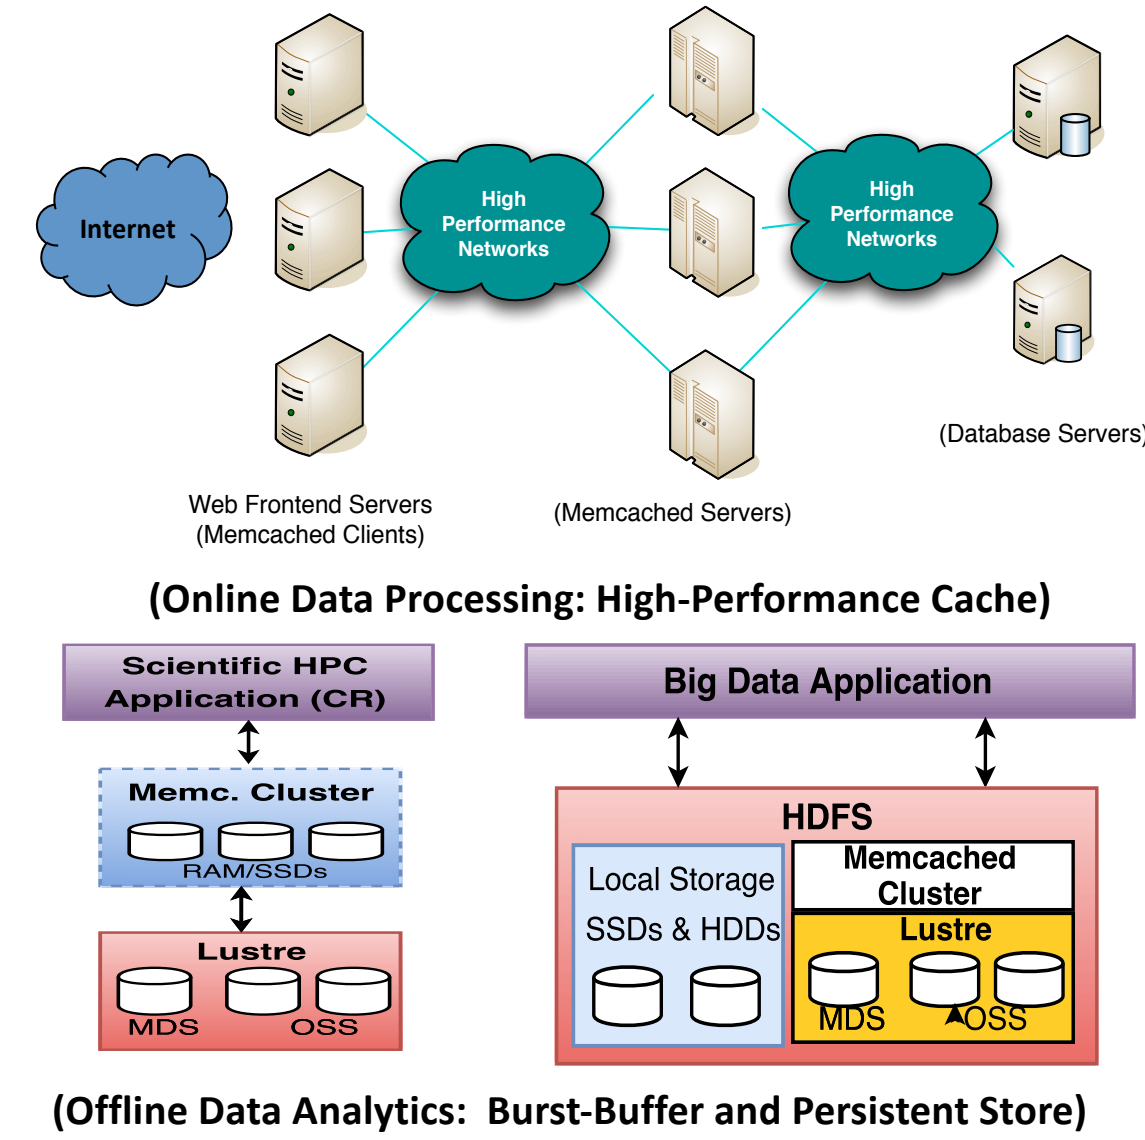 Internet
High
Performance
Networks
High
Performance
Networks
(Database Servers)
Web Frontend Servers
(Memcached Clients)
(Memcached Servers)
(Online Data Processing: High-Performance Cache)
Scientific HPC
Application (CR)
Memc. Cluster
RAM/SSDs
Lustre
MDS
OSS
Big Data Application
HDFS
Local Storage
SSDs & HDDs
Memcached
Cluster
Lustre
MDS
OSS
(Offline Data Analytics: Burst-Buffer and Persistent Store)